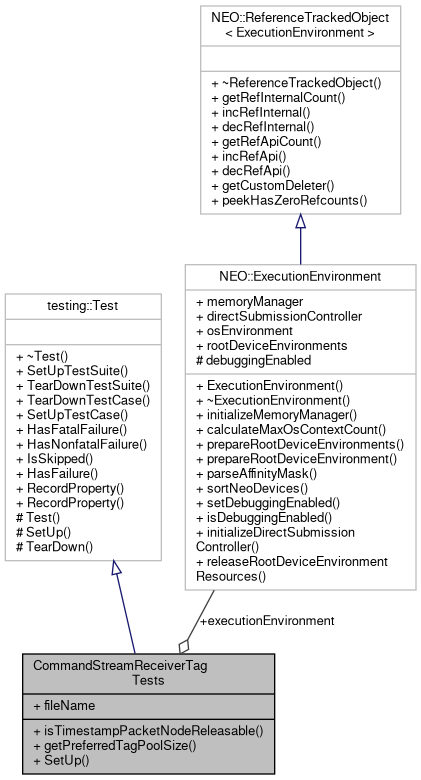 NEO::ReferenceTrackedObject
< ExecutionEnvironment >
+ ~ReferenceTrackedObject()
+ getRefInternalCount()
+ incRefInternal()
+ decRefInternal()
+ getRefApiCount()
+ incRefApi()
+ decRefApi()
+ getCustomDeleter()
+ peekHasZeroRefcounts()
NEO::ExecutionEnvironment
+ memoryManager
+ directSubmissionController
+ osEnvironment
+ rootDeviceEnvironments
# debuggingEnabled
+ ExecutionEnvironment()
+ ~ExecutionEnvironment()
+ initializeMemoryManager()
+ calculateMaxOsContextCount()
+ prepareRootDeviceEnvironments()
+ prepareRootDeviceEnvironment()
+ parseAffinityMask()
+ sortNeoDevices()
+ setDebuggingEnabled()
+ isDebuggingEnabled()
+ initializeDirectSubmission
Controller()
+ releaseRootDeviceEnvironment
Resources()
testing::Test
+ ~Test()
+ SetUpTestSuite()
+ TearDownTestSuite()
+ TearDownTestCase()
+ SetUpTestCase()
+ HasFatalFailure()
+ HasNonfatalFailure()
+ IsSkipped()
+ HasFailure()
+ RecordProperty()
+ RecordProperty()
# Test()
# SetUp()
# TearDown()
+executionEnvironment
CommandStreamReceiverTag
Tests
+ fileName
+ isTimestampPacketNodeReleasable()
+ getPreferredTagPoolSize()
+ SetUp()